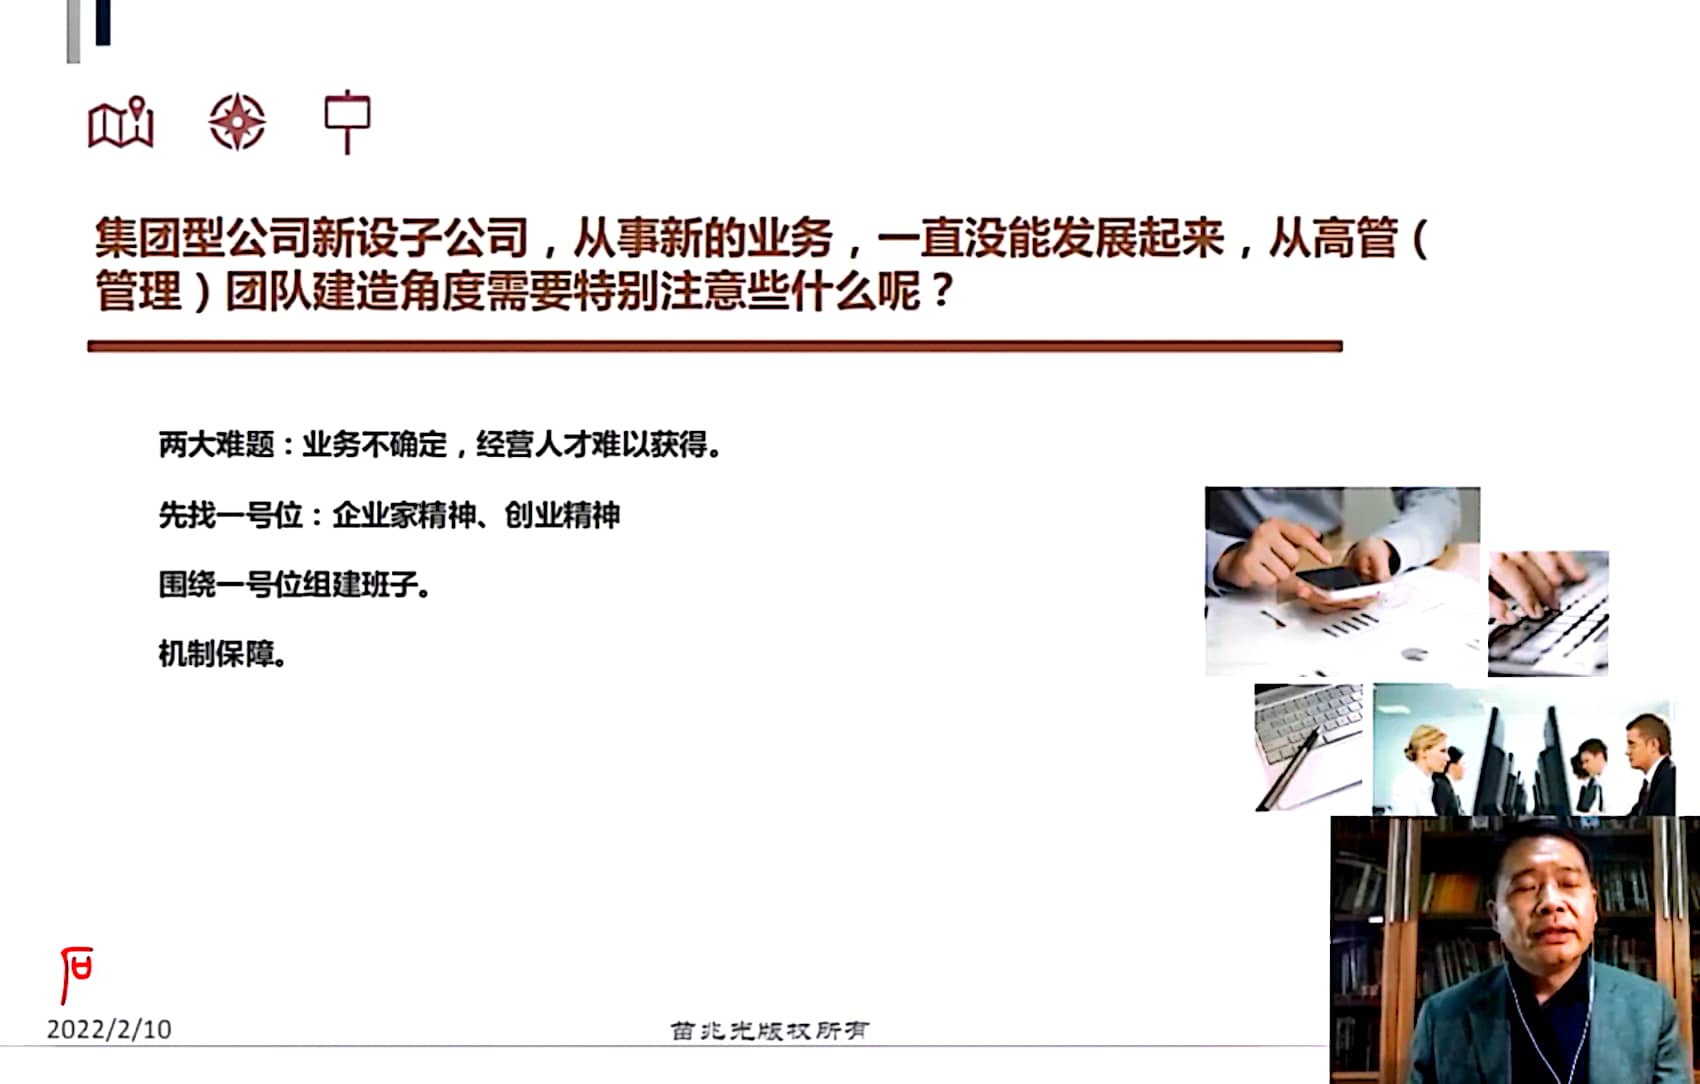 集团型公司新设子公司，从事新的业务，一直没能发展起来，从高管（
管理）团队建造角度需要特别注意些什么呢？
两大难题：业务不确定，经营人才难以获得。
先找一号位：企业家精神、创业精神
围绕一号位组建班子。
机制保障。
2022/2/10
苗兆光版权所有